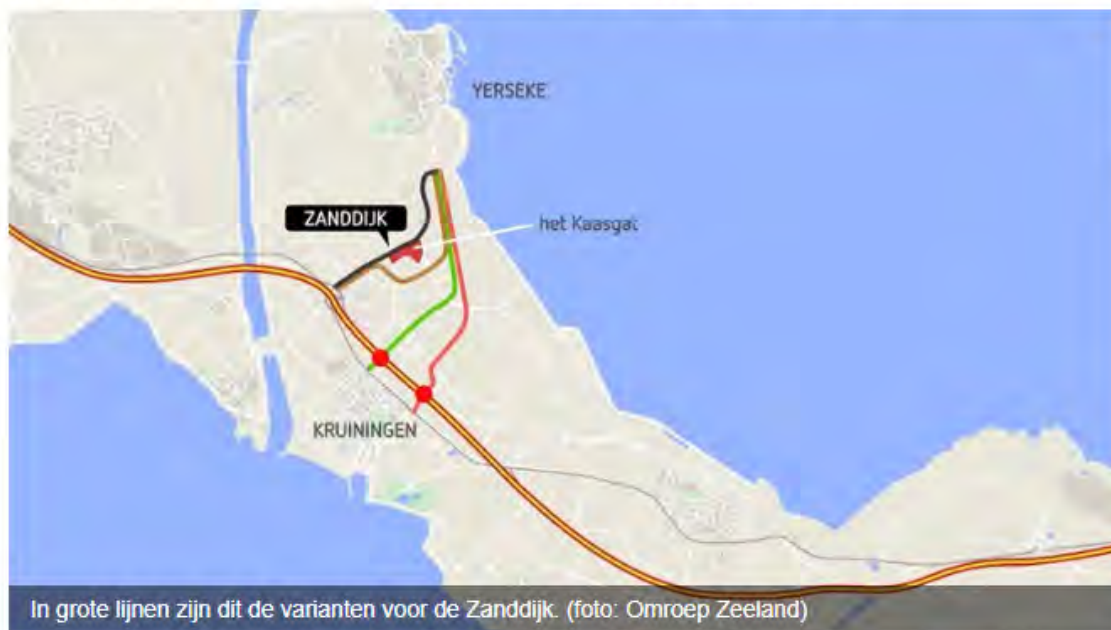 YERSEKE
ZANDDIJK
het Kaasgat
KRUININGEN
In grote lijnen zijn dit de varianten voor de Zanddijk. (foto: Omroep Zeeland)